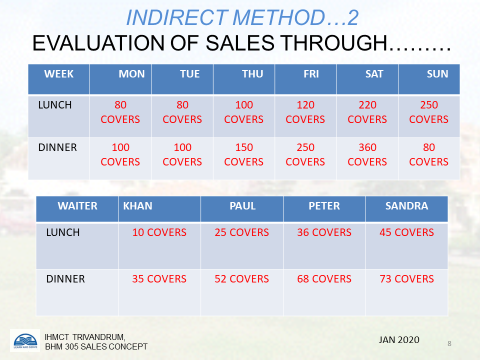 INDIRECT METHOD…2
EVALUATION OF SALES THROUGH………
WEEK MON TUE THU FRI SAT SUN
LUNCH 80 COVERS 80 COVERS 100 COVERS 120 COVERS 220 COVERS 250 COVERS
DINNER 100 COVERS 100 COVERS 150 COVERS 250 COVERS 360 COVERS 80 COVERS
WAITER KHAN PAUL PETER SANDRA
LUNCH 10 COVERS 25 COVERS 36 COVERS 45 COVERS
DINNER 35 COVERS 52 COVERS 68 COVERS 73 COVERS
IHMCT TRIVANDRUM,
BHM 305 SALES CONCEPT
JAN 2020
8